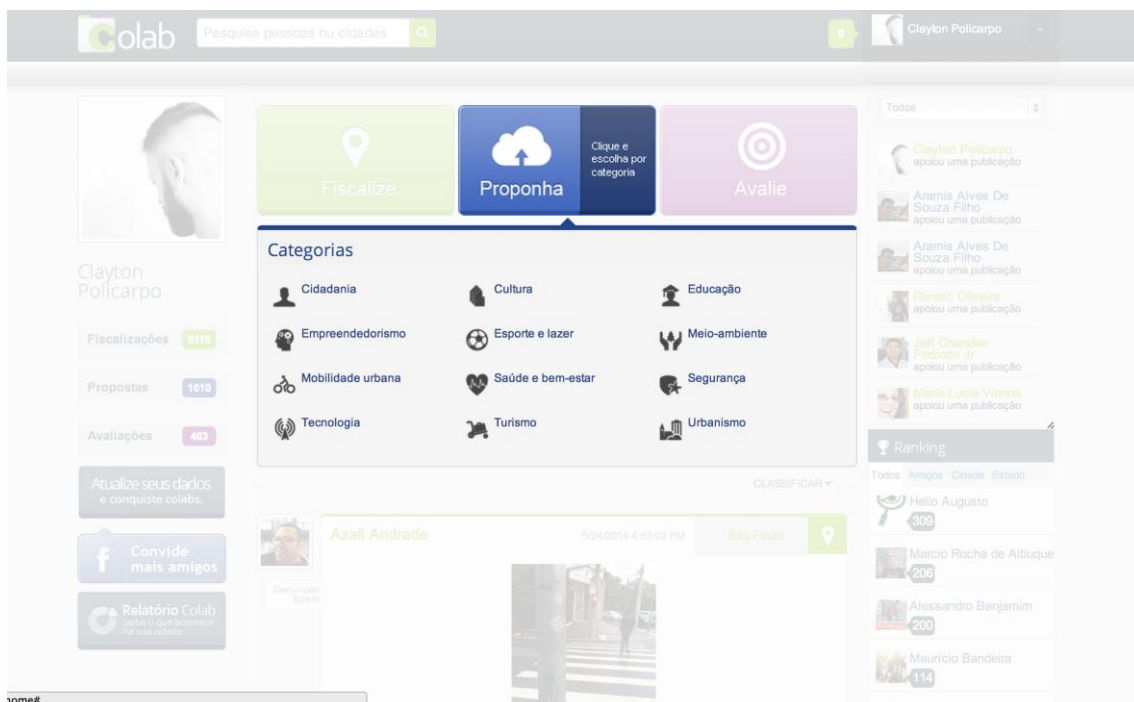 Colab
Pesquise pessoas ou cidades
0
Clayton Policarpo
Clayton
Policarpo
Fiscalizações
Propostas 1610
Avaliações 463
Atualize seus dados
e conquiste colabs.
Convide
mais amigos
Relatório Colab
saiba o que acontece
na sua cidade
Fiscalize
Proponha
Clique e
escolha por
categoria
Avalie
Categorias
Cidadania
Cultura
Educação
Empreendedorismo
Esporte e lazer
Meio-ambiente
Mobilidade urbana
Saúde e bem-estar
Segurança
Tecnologia
Turismo
Urbanismo
CLASSIFICAR
Azafi Andrade
5/24/2014 4:53:02 PM
São Paulo
Denunciar
Spam
Todos
Clayton Policarpo
apoiou uma publicação
Aramis Alves De
Souza Filho
apoiou uma publicação
Aramis Alves De
Souza Filho
apoiou uma publicação
Renato Oliveira
apoiou uma publicação
Jeff Chandler
Pedrozo Jr
apoiou uma publicação
Maria Lucia Vianna
apoiou uma publicação
Ranking
Todos Amigos Cidade Estado
Helio Augusto
309
Marcio Rocha de Albuque
206
Alessandro Benjamim
200
Maurício Bandeira
114
home#